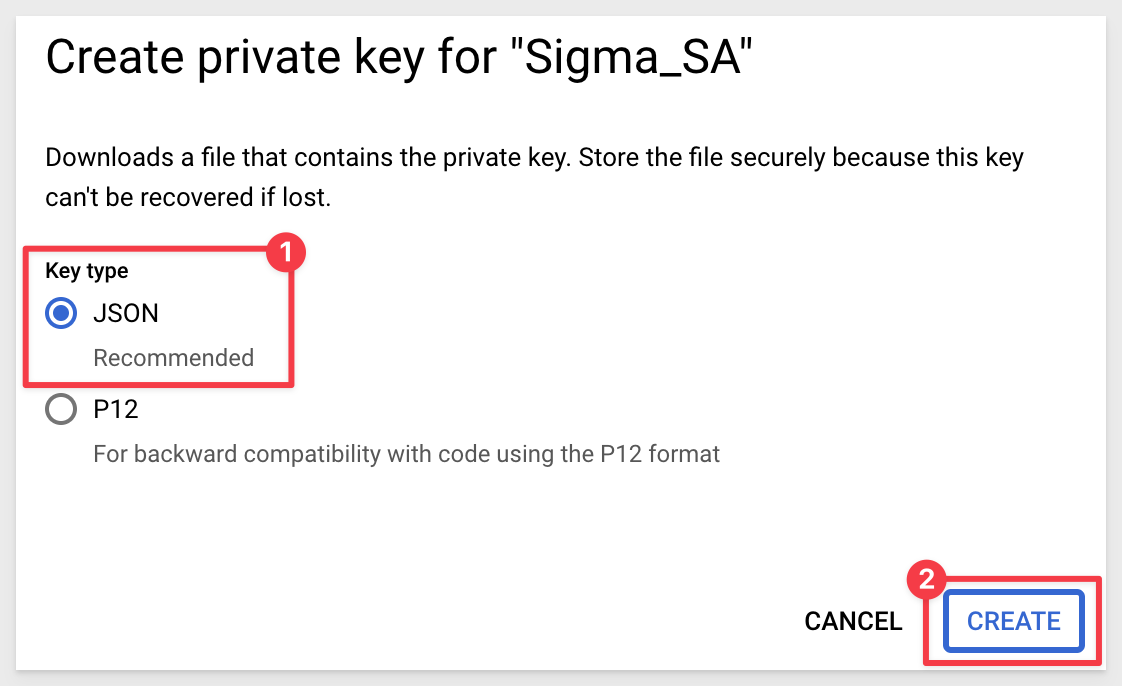 Create private key for "Sigma_SA"
Downloads a file that contains the private key. Store the file securely because this key
can't be recovered if lost.
1
Key type
JSON
Recommended
P12
For backward compatibility with code using the P12 format
2
CANCEL CREATE